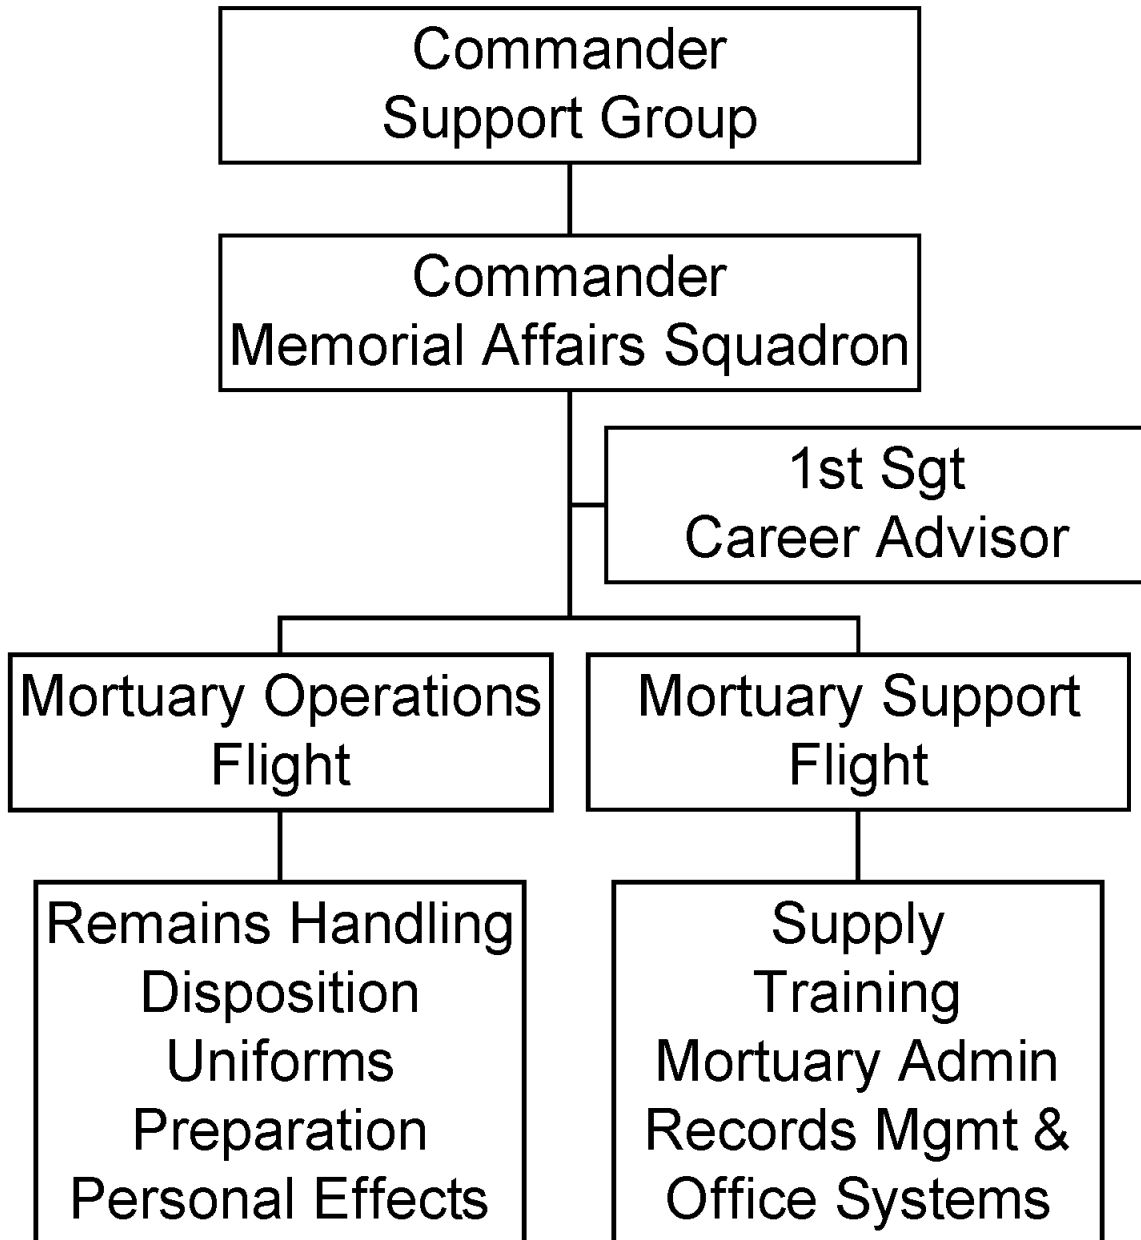 Commander
Support Group
Commander
Memorial Affairs Squadron
1st Sgt
Career Advisor
Mortuary Operations
Flight
Mortuary Support
Flight
Remains Handling
Disposition
Uniforms
Preparation
Personal Effects
Supply
Training
Mortuary Admin
Records Mgmt &
Office Systems